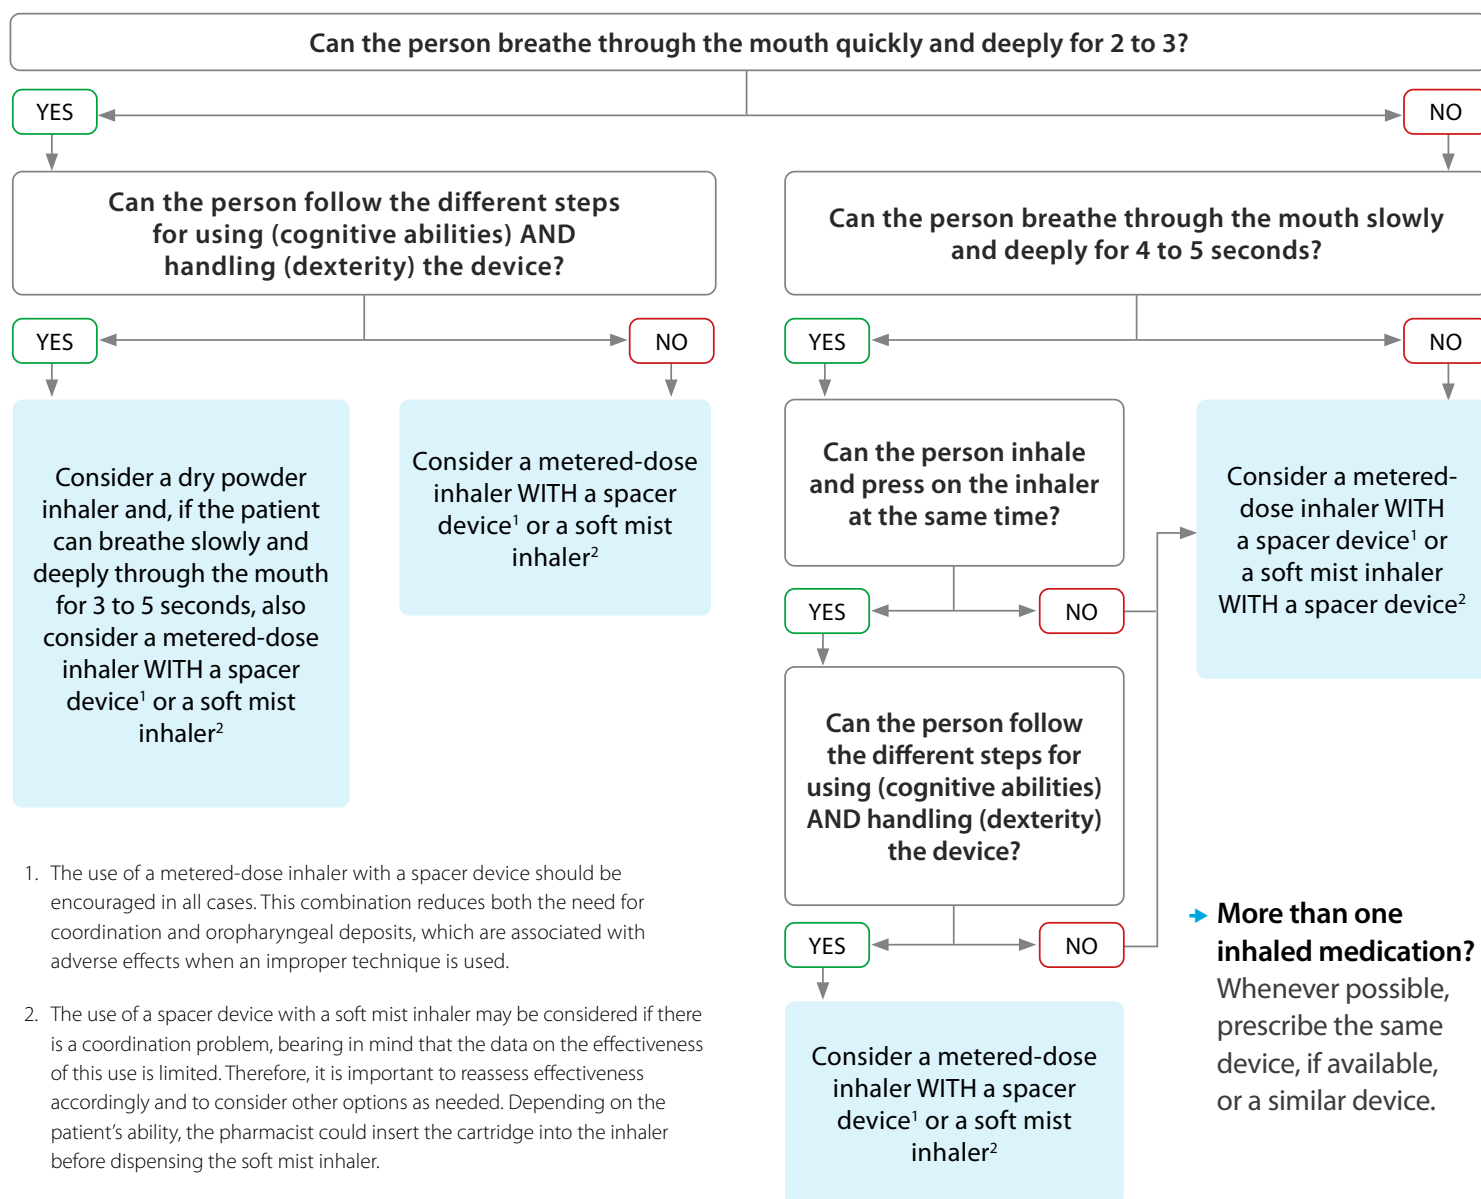 Can the person breathe through the mouth quickly and deeply for 2 to 3?
YES
NO
Can the person follow the different steps
for using (cognitive abilities) AND
handling (dexterity) the device?
Can the person breathe through the mouth slowly
and deeply for 4 to 5 seconds?
YES
NO
YES
NO
Consider a dry powder
inhaler and, if the patient
can breathe slowly and
deeply through the mouth
for 3 to 5 seconds, also
consider a metered-dose
inhaler WITH a spacer
device¹ or a soft mist
inhaler²
Consider a metered-dose
inhaler WITH a spacer
device¹ or a soft mist
inhaler²
Can the person inhale
and press on the inhaler
at the same time?
Consider a metered-
dose inhaler WITH
a spacer device¹ or
a soft mist inhaler
WITH a spacer device²
YES
NO
Can the person follow
the different steps for
using (cognitive abilities)
AND handling (dexterity)
the device?
YES
NO
Consider a metered-dose
inhaler WITH a spacer
device¹ or a soft mist
inhaler²
More than one
inhaled medication?
Whenever possible,
prescribe the same
device, if available,
or a similar device.
1. The use of a metered-dose inhaler with a spacer device should be
encouraged in all cases. This combination reduces both the need for
coordination and oropharyngeal deposits, which are associated with
adverse effects when an improper technique is used.
2. The use of a spacer device with a soft mist inhaler may be considered if there
is a coordination problem, bearing in mind that the data on the effectiveness
of this use is limited. Therefore, it is important to reassess effectiveness
accordingly and to consider other options as needed. Depending on the
patient's ability, the pharmacist could insert the cartridge into the inhaler
before dispensing the soft mist inhaler.